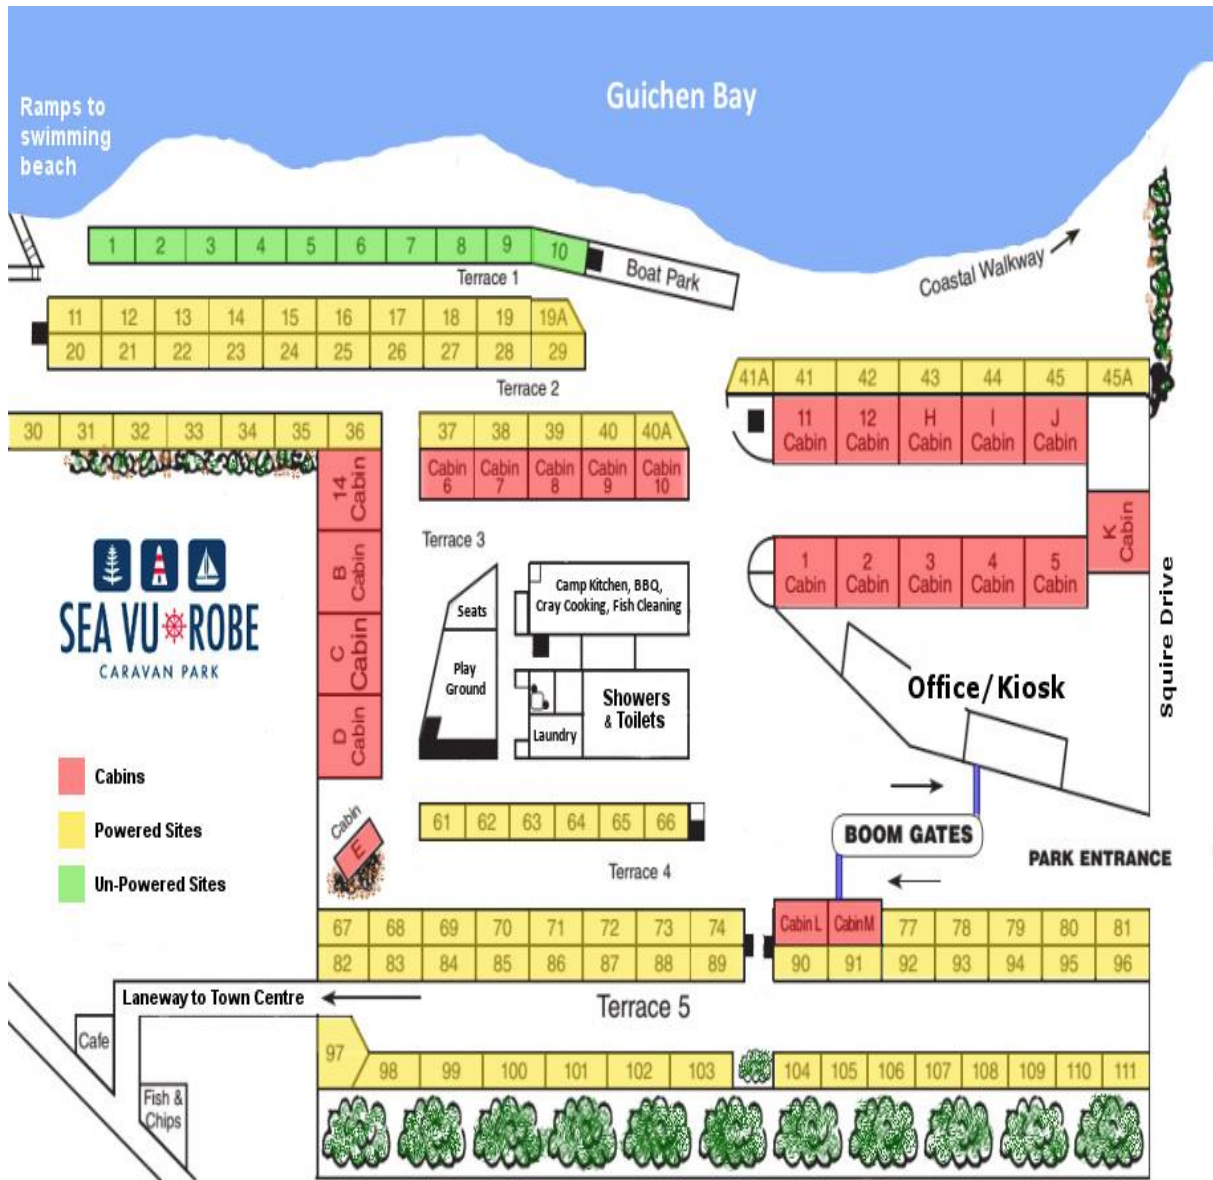 Guichen Bay
Ramps to
swimming
beach
Coastal Walkway
1 2 3 4 5 6 7 8 9 10
Boat Park
Terrace 1
11 12 13 14 15 16 17 18 19 19A
20 21 22 23 24 25 26 27 28 29
Terrace 2
41A 41 42 43 44 45 45A
11 Cabin
12 Cabin
H Cabin
I Cabin
J Cabin
30 31 32 33 34 35 36
37 38 39 40 40A
Cabin 6
Cabin 7
Cabin 8
Cabin 9
Cabin 10
14 Cabin
B Cabin
C Cabin
D Cabin
Cabin E
K Cabin
Terrace 3
1 Cabin
2 Cabin
3 Cabin
4 Cabin
5 Cabin
SEA VU ROBE
CARAVAN PARK
Seats
Play
Ground
Camp Kitchen, BBQ,
Cray Cooking, Fish Cleaning
Showers
& Toilets
Laundry
Office/Kiosk
Squire Drive
Cabins
Powered Sites
Un-Powered Sites
61 62 63 64 65 66
BOOM GATES
PARK ENTRANCE
Terrace 4
67 68 69 70 71 72 73 74
Cabin L
Cabin M
77 78 79 80 81
82 83 84 85 86 87 88 89
90 91 92 93 94 95 96
Laneway to Town Centre
Terrace 5
Cafe
Fish &
Chips
97 98 99 100 101 102 103
104 105 106 107 108 109 110 111